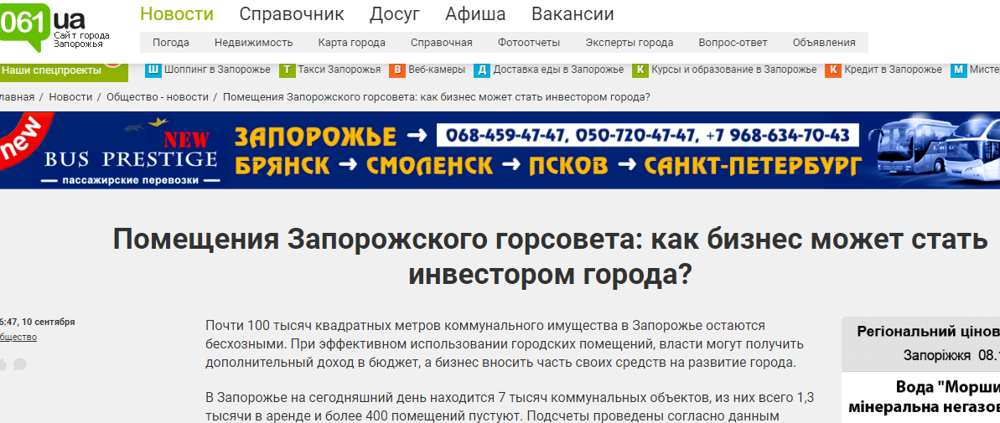 061 ua
Сайт города
Запорожья
Новости Справочник Досуг Афиша Вакансии
Погода Недвижимость Карта города Справочная Фотоотчеты Эксперты города Вопрос-ответ Объявления
Наши спецпроекты
Ш Шоппинг в Запорожье Т Такси Запорожья В Веб-камеры Д Доставка еды в Запорожье К Курсы и образование в Запорожье К Кредит в Запорожье М Мисте
лавная / Новости / Общество - новости / Помещения Запорожского горсовета: как бизнес может стать инвестором города?
new
NEW
BUS PRESTIGE
пассажирские перевозки
ЗАПОРОЖЬЕ → 068-459-47-47, 050-720-47-47, +7 968-634-70-43
БРЯНСК → СМОЛЕНСК → ПСКОВ → САНКТ-ПЕТЕРБУРГ
Помещения Запорожского горсовета: как бизнес может стать
инвестором города?
6:47, 10 сентября
бщество
Почти 100 тысяч квадратных метров коммунального имущества в Запорожье остаются
бесхозными. При эффективном использовании городских помещений, власти могут получить
дополнительный доход в бюджет, а бизнес вносить часть своих средств на развитие города.
В Запорожье на сегодняшний день находится 7 тысяч коммунальных объектов, из них всего 1,3
тысячи в аренде и более 400 помещений пустуют. Подсчеты проведены согласно данным
Регіональний цінов
Запоріжжя 08.
Вода "Морши
мінеральна негазов